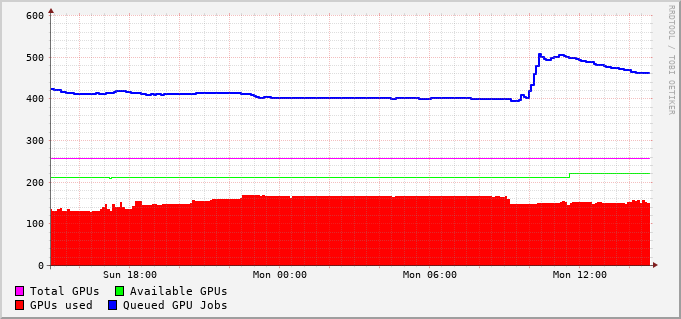 600
500
400
300
200
100
0
Sun 18:00 Mon 00:00 Mon 06:00 Mon 12:00
Total GPUs Available GPUs
GPUs used Queued GPU Jobs
RRDTOOL / TOBI OETIKER